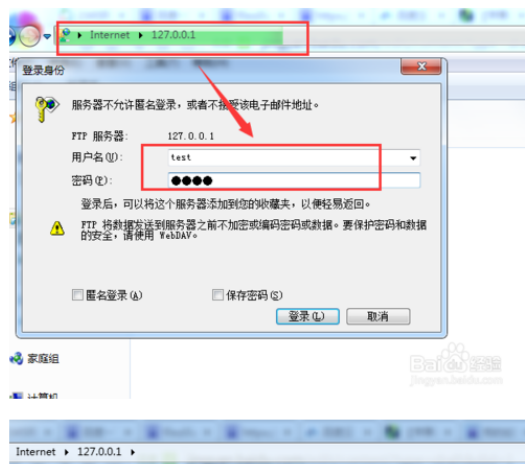 Internet ▸ 127.0.0.1
登录身份
服务器不允许匿名登录，或者不接受该电子邮件地址。
FTP 服务器: 127.0.0.1
用户名(U): test
密码(P): ●●●●
登录后，可以将这个服务器添加到您的收藏夹，以便轻易返回。
FTP 将数据发送到服务器之前不加密或编码密码或数据。要保护密码和数据
的安全，请使用 WebDAV。
匿名登录(A) 保存密码(S)
登录(L) 取消
家庭组
计算机
Baidu 经验
jingyan.baidu.com
Internet ▸ 127.0.0.1 ▸